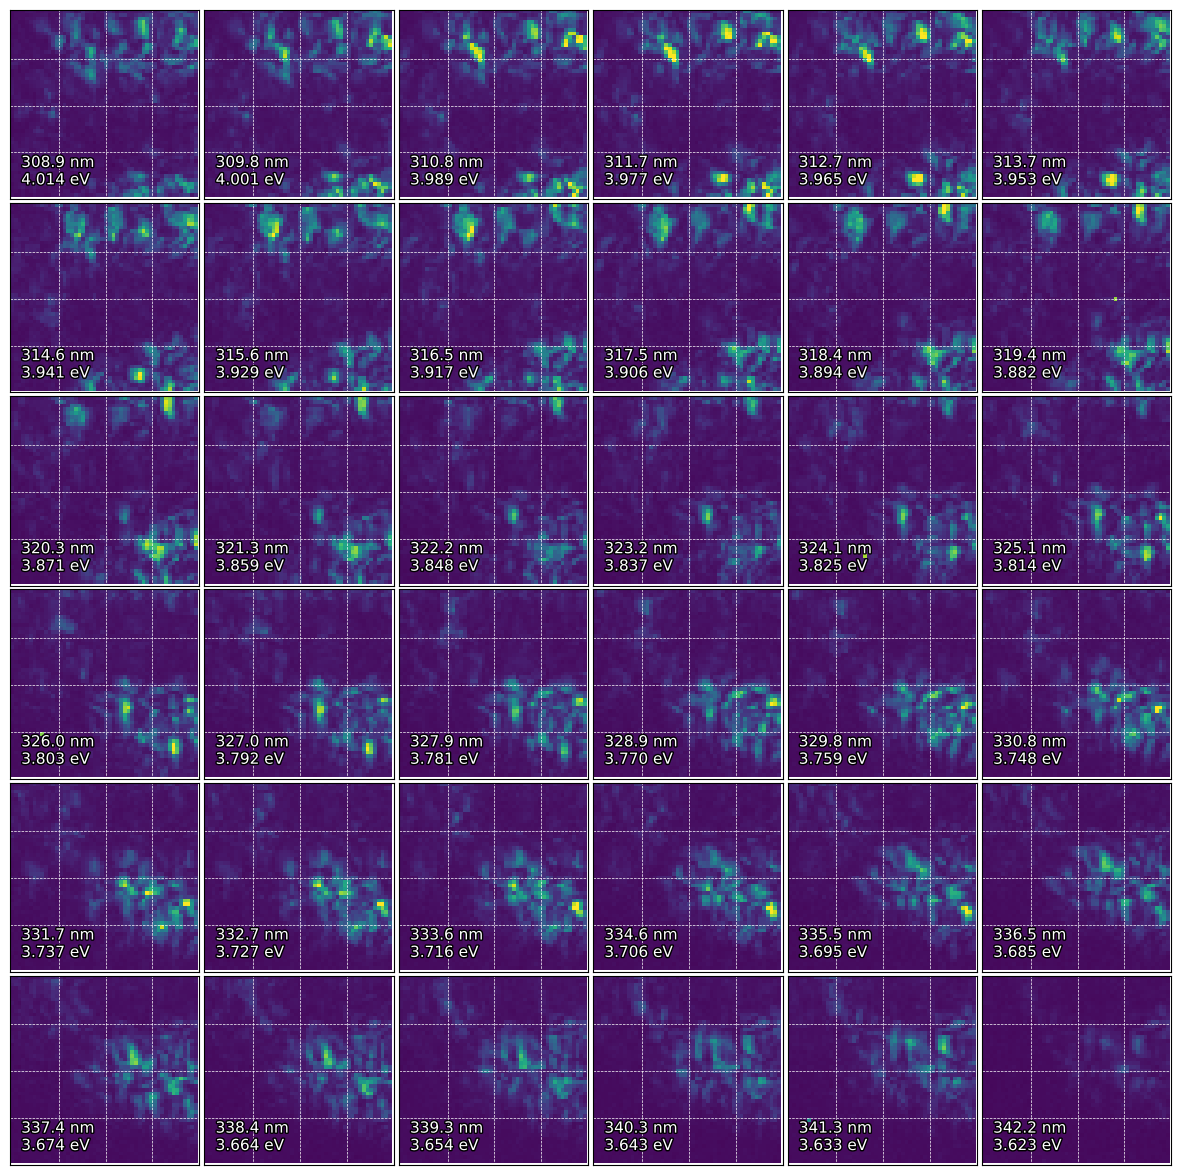 308.9 nm
4.014 eV
309.8 nm
4.001 eV
310.8 nm
3.989 eV
311.7 nm
3.977 eV
312.7 nm
3.965 eV
313.7 nm
3.953 eV
314.6 nm
3.941 eV
315.6 nm
3.929 eV
316.5 nm
3.917 eV
317.5 nm
3.906 eV
318.4 nm
3.894 eV
319.4 nm
3.882 eV
320.3 nm
3.871 eV
321.3 nm
3.859 eV
322.2 nm
3.848 eV
323.2 nm
3.837 eV
324.1 nm
3.825 eV
325.1 nm
3.814 eV
326.0 nm
3.803 eV
327.0 nm
3.792 eV
327.9 nm
3.781 eV
328.9 nm
3.770 eV
329.8 nm
3.759 eV
330.8 nm
3.748 eV
331.7 nm
3.737 eV
332.7 nm
3.727 eV
333.6 nm
3.716 eV
334.6 nm
3.706 eV
335.5 nm
3.695 eV
336.5 nm
3.685 eV
337.4 nm
3.674 eV
338.4 nm
3.664 eV
339.3 nm
3.654 eV
340.3 nm
3.643 eV
341.3 nm
3.633 eV
342.2 nm
3.623 eV